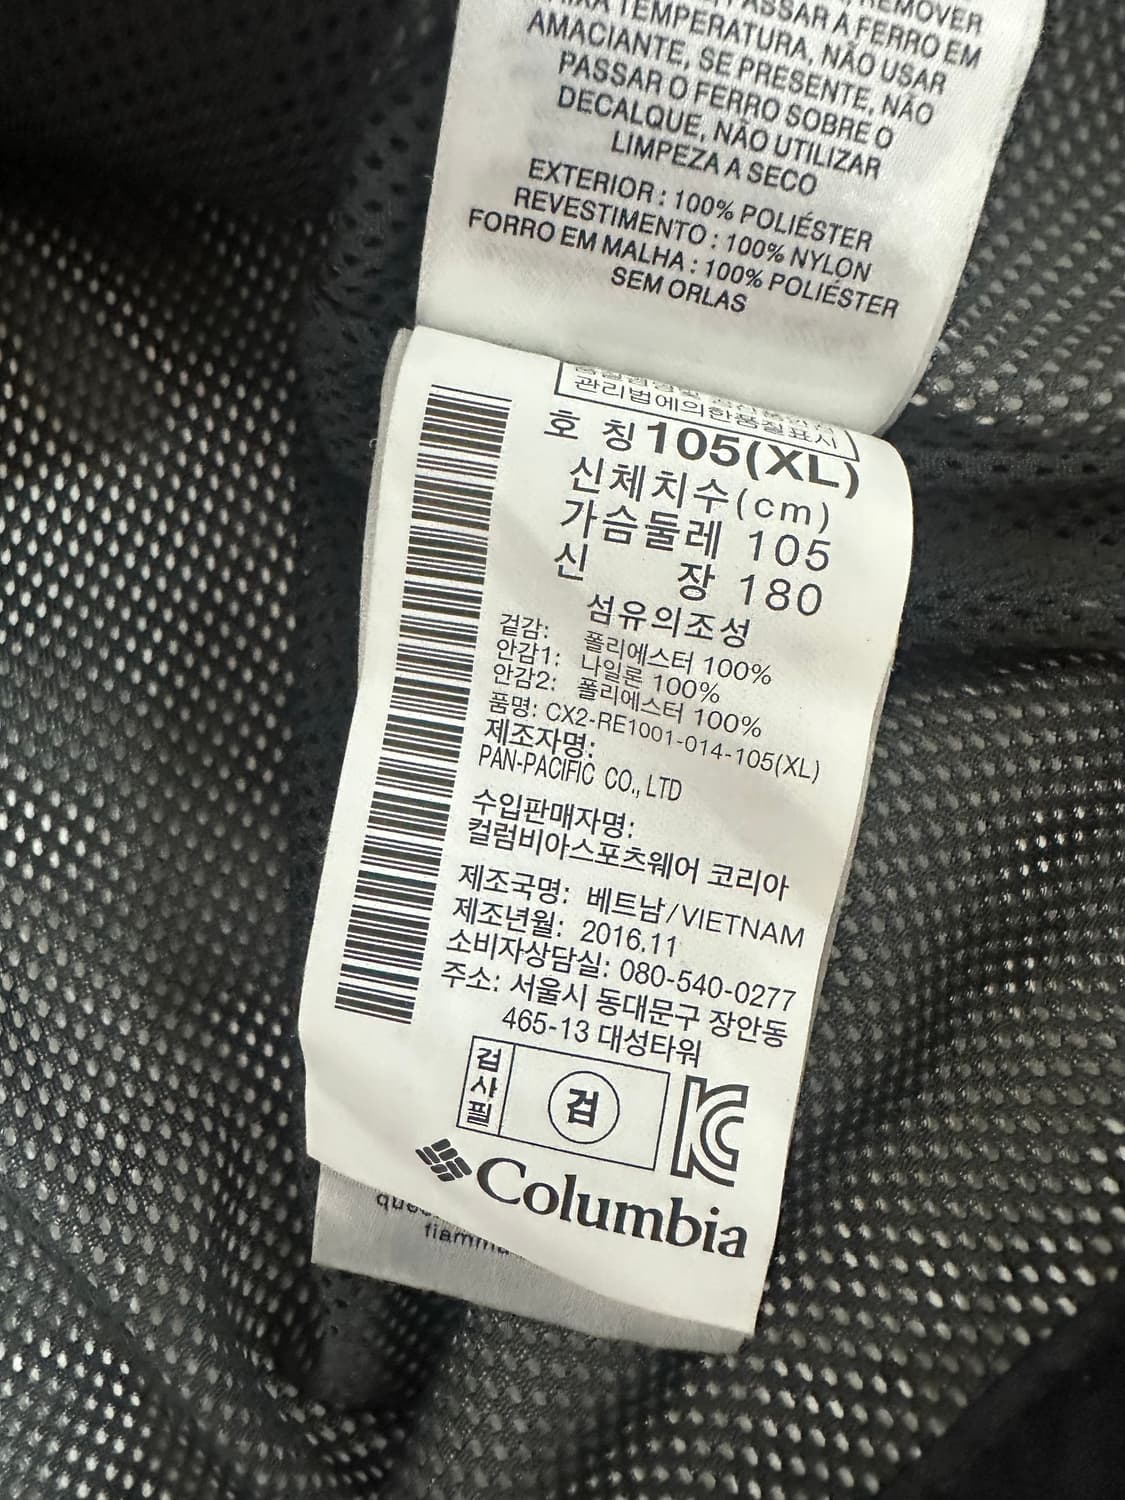 REMOVER
PASSAR A FERRO EM
TEMPERATURA, NÃO USAR
AMACIANTE, SE PRESENTE, NÃO
PASSAR O FERRO SOBRE O
DECALQUE, NÃO UTILIZAR
LIMPEZA A SECO
EXTERIOR : 100% POLIÉSTER
REVESTIMENTO : 100% NYLON
FORRO EM MALHA : 100% POLIÉSTER
SEM ORLAS
관리법에의한품질표시
호 칭 105(XL)
신체치수(cm)
가슴둘레 105
신 장 180
섬유의조성
겉감: 폴리에스터 100%
안감1: 나일론 100%
안감2: 폴리에스터 100%
품명: CX2-RE1001-014-105(XL)
제조자명:
PAN-PACIFIC CO., LTD
수입판매자명:
컬럼비아스포츠웨어 코리아
제조국명: 베트남/VIETNAM
제조년월: 2016.11
소비자상담실: 080-540-0277
주소: 서울시 동대문구 장안동
465-13 대성타워
검사필 검
Columbia